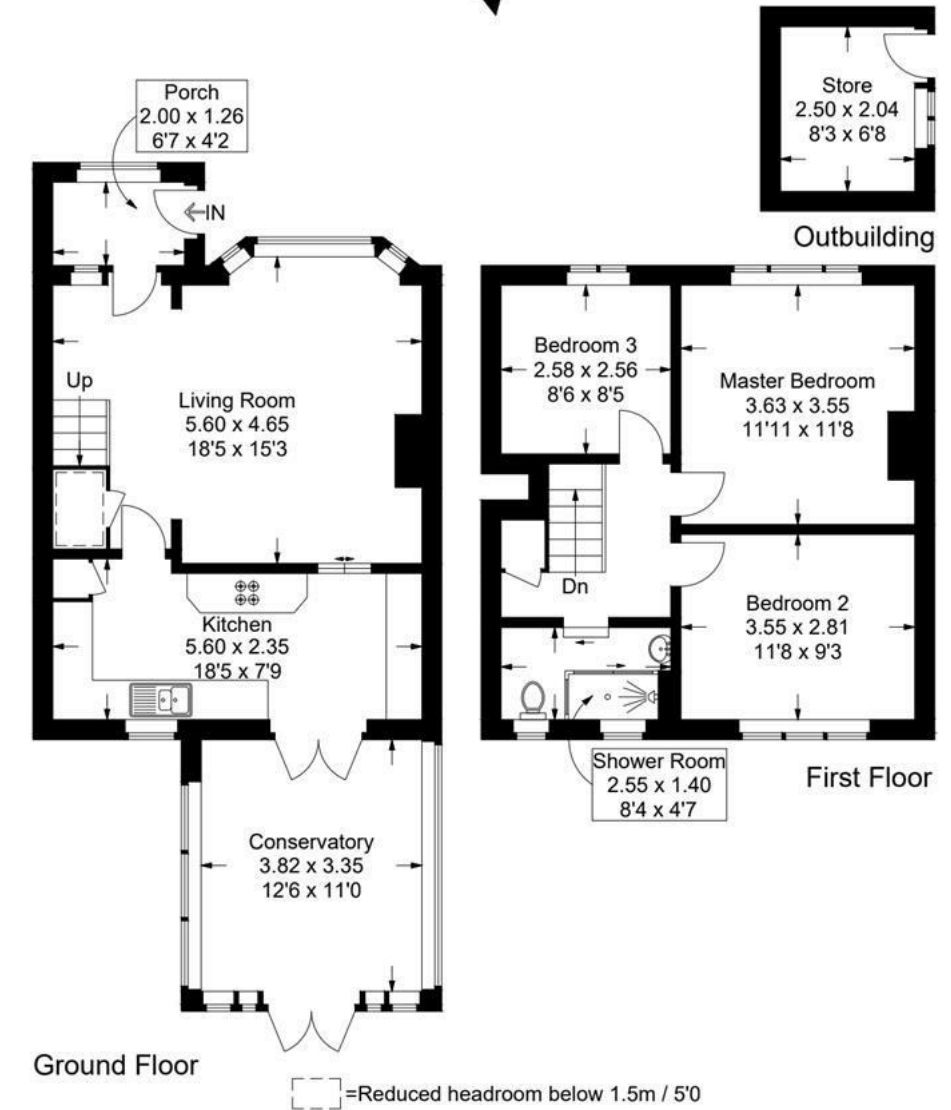 Porch
2.00 x 1.26
6'7 x 4'2
IN
Store
2.50 x 2.04
8'3 x 6'8
Outbuilding
Up
Living Room
5.60 x 4.65
18'5 x 15'3
Kitchen
5.60 x 2.35
18'5 x 7'9
Conservatory
3.82 x 3.35
12'6 x 11'0
Ground Floor
Bedroom 3
2.58 x 2.56
8'6 x 8'5
Master Bedroom
3.63 x 3.55
11'11 x 11'8
Dn
Bedroom 2
3.55 x 2.81
11'8 x 9'3
Shower Room
2.55 x 1.40
8'4 x 4'7
First Floor
=Reduced headroom below 1.5m / 5'0